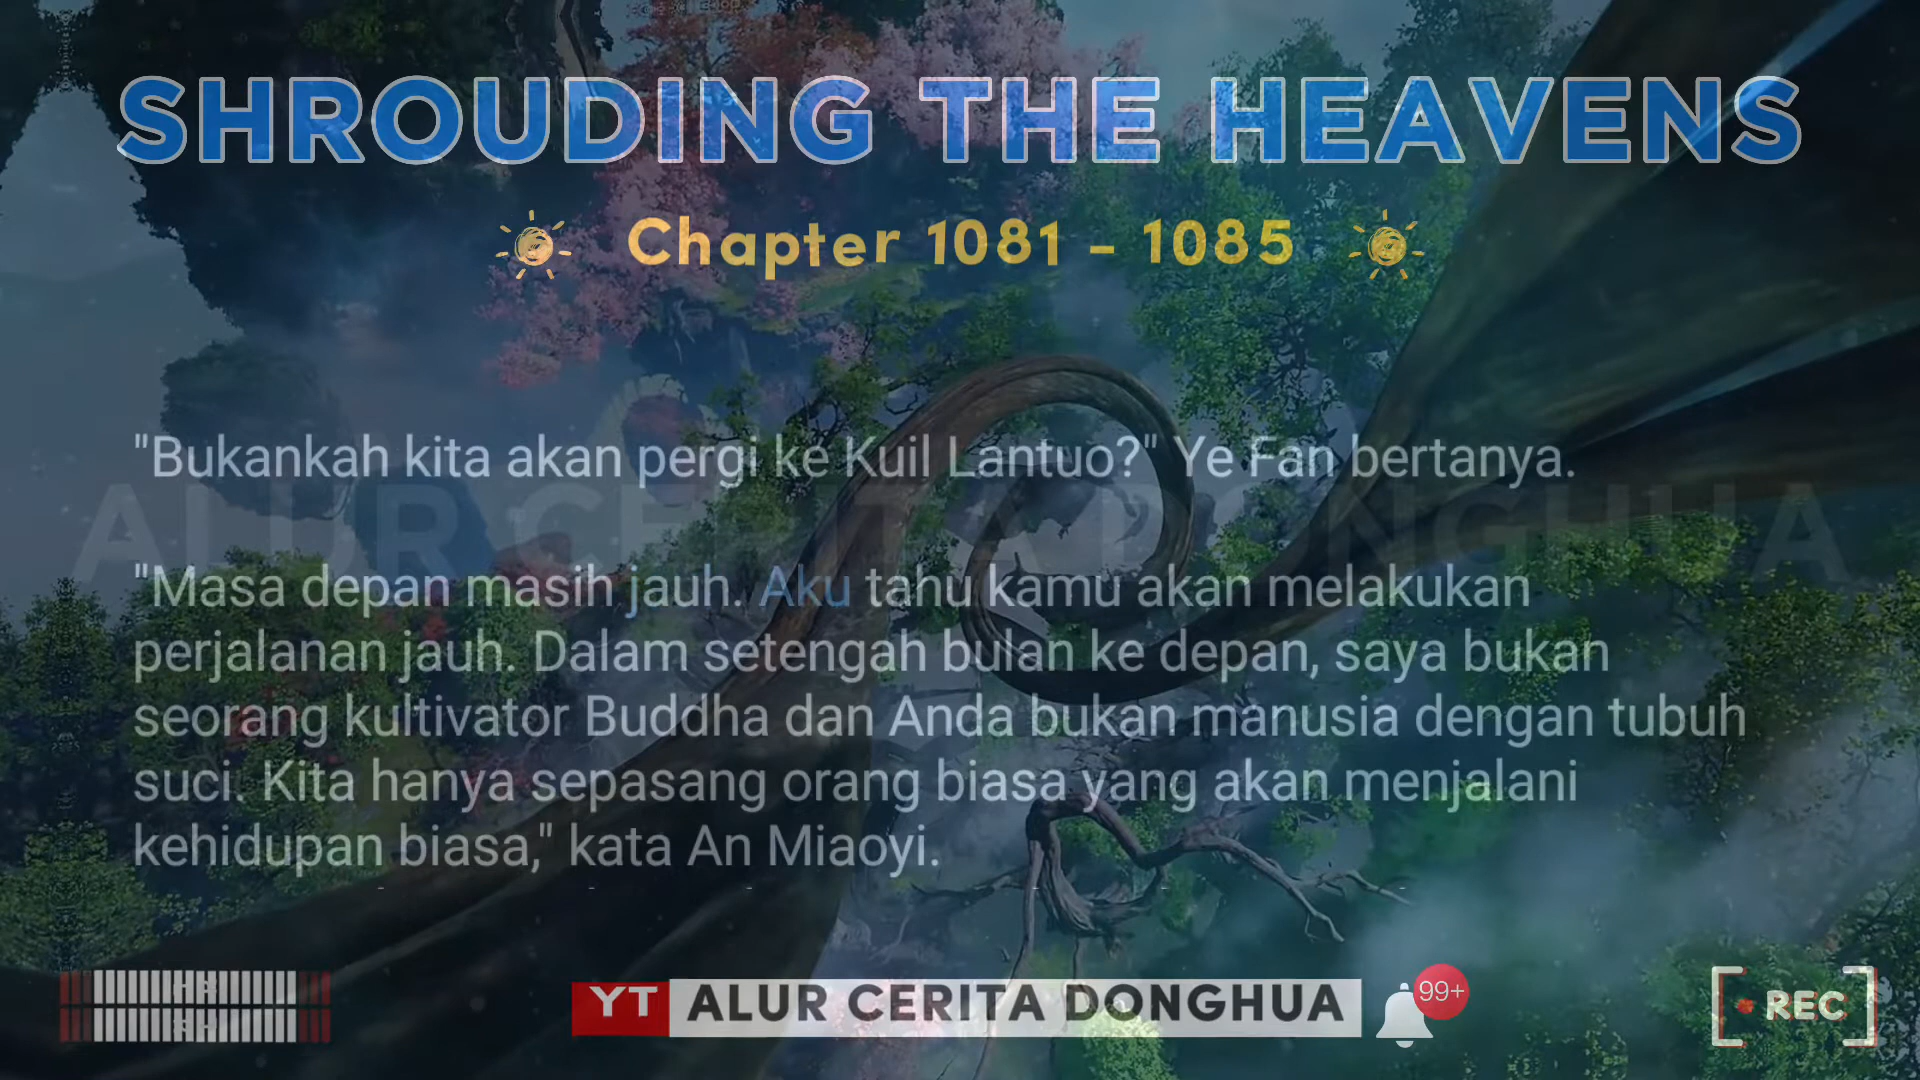 SHROUDING THE HEAVENS
Chapter 1081 - 1085
"Bukankah kita akan pergi ke Kuil Lantuo?" Ye Fan bertanya.
ALUR CERITA DONGHUA
"Masa depan masih jauh. Aku tahu kamu akan melakukan
perjalanan jauh. Dalam setengah bulan ke depan, saya bukan
seorang kultivator Buddha dan Anda bukan manusia dengan tubuh
suci. Kita hanya sepasang orang biasa yang akan menjalani
kehidupan biasa," kata An Miaoyi.
YT ALUR CERITA DONGHUA 99+
REC